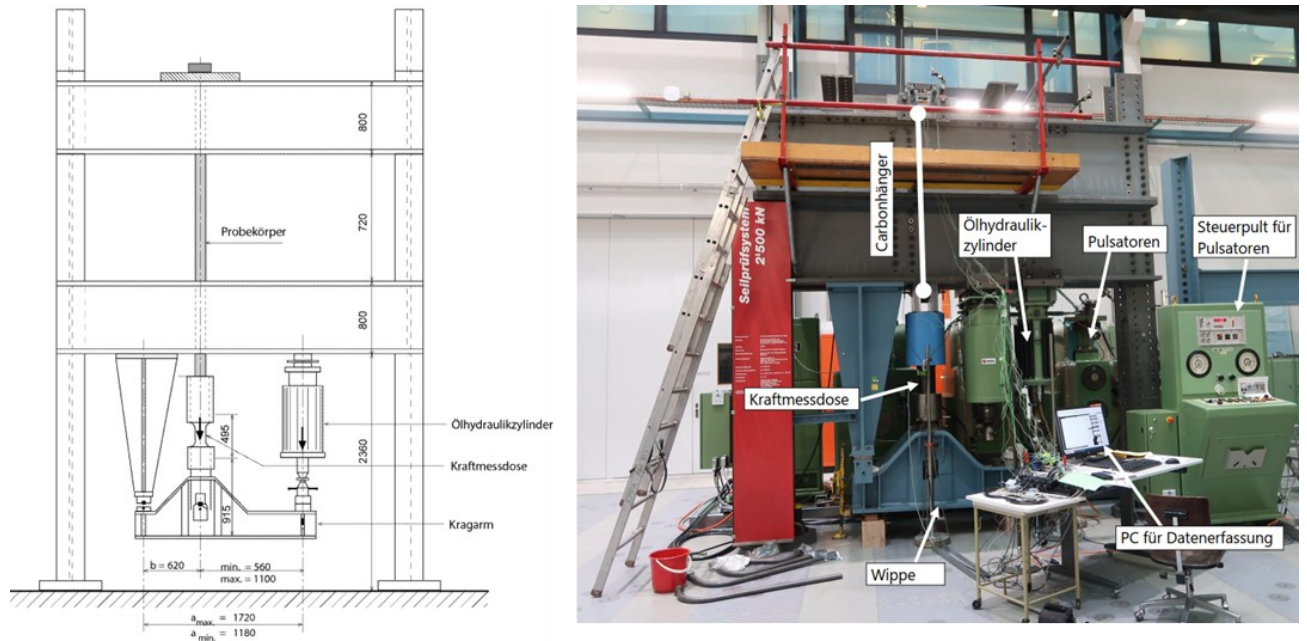 800
Probekörper
720
800
Ölhydraulikzylinder
495
2360
Kraftmessdose
915
Kragarm
b = 620
min. = 560
max. = 1100
a max. = 1720
a min. = 1180
Carbonhänger
Ölhydraulik-
zylinder
Pulsatoren
Steuerpult für
Pulsatoren
Seilprüfsystem
2'500 kN
Kraftmessdose
PC für Datenerfassung
Wippe